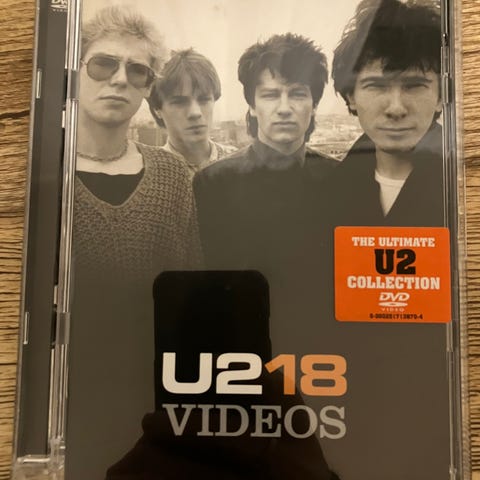 THE ULTIMATE
U2
COLLECTION
DVD
VIDEO
U218
VIDEOS